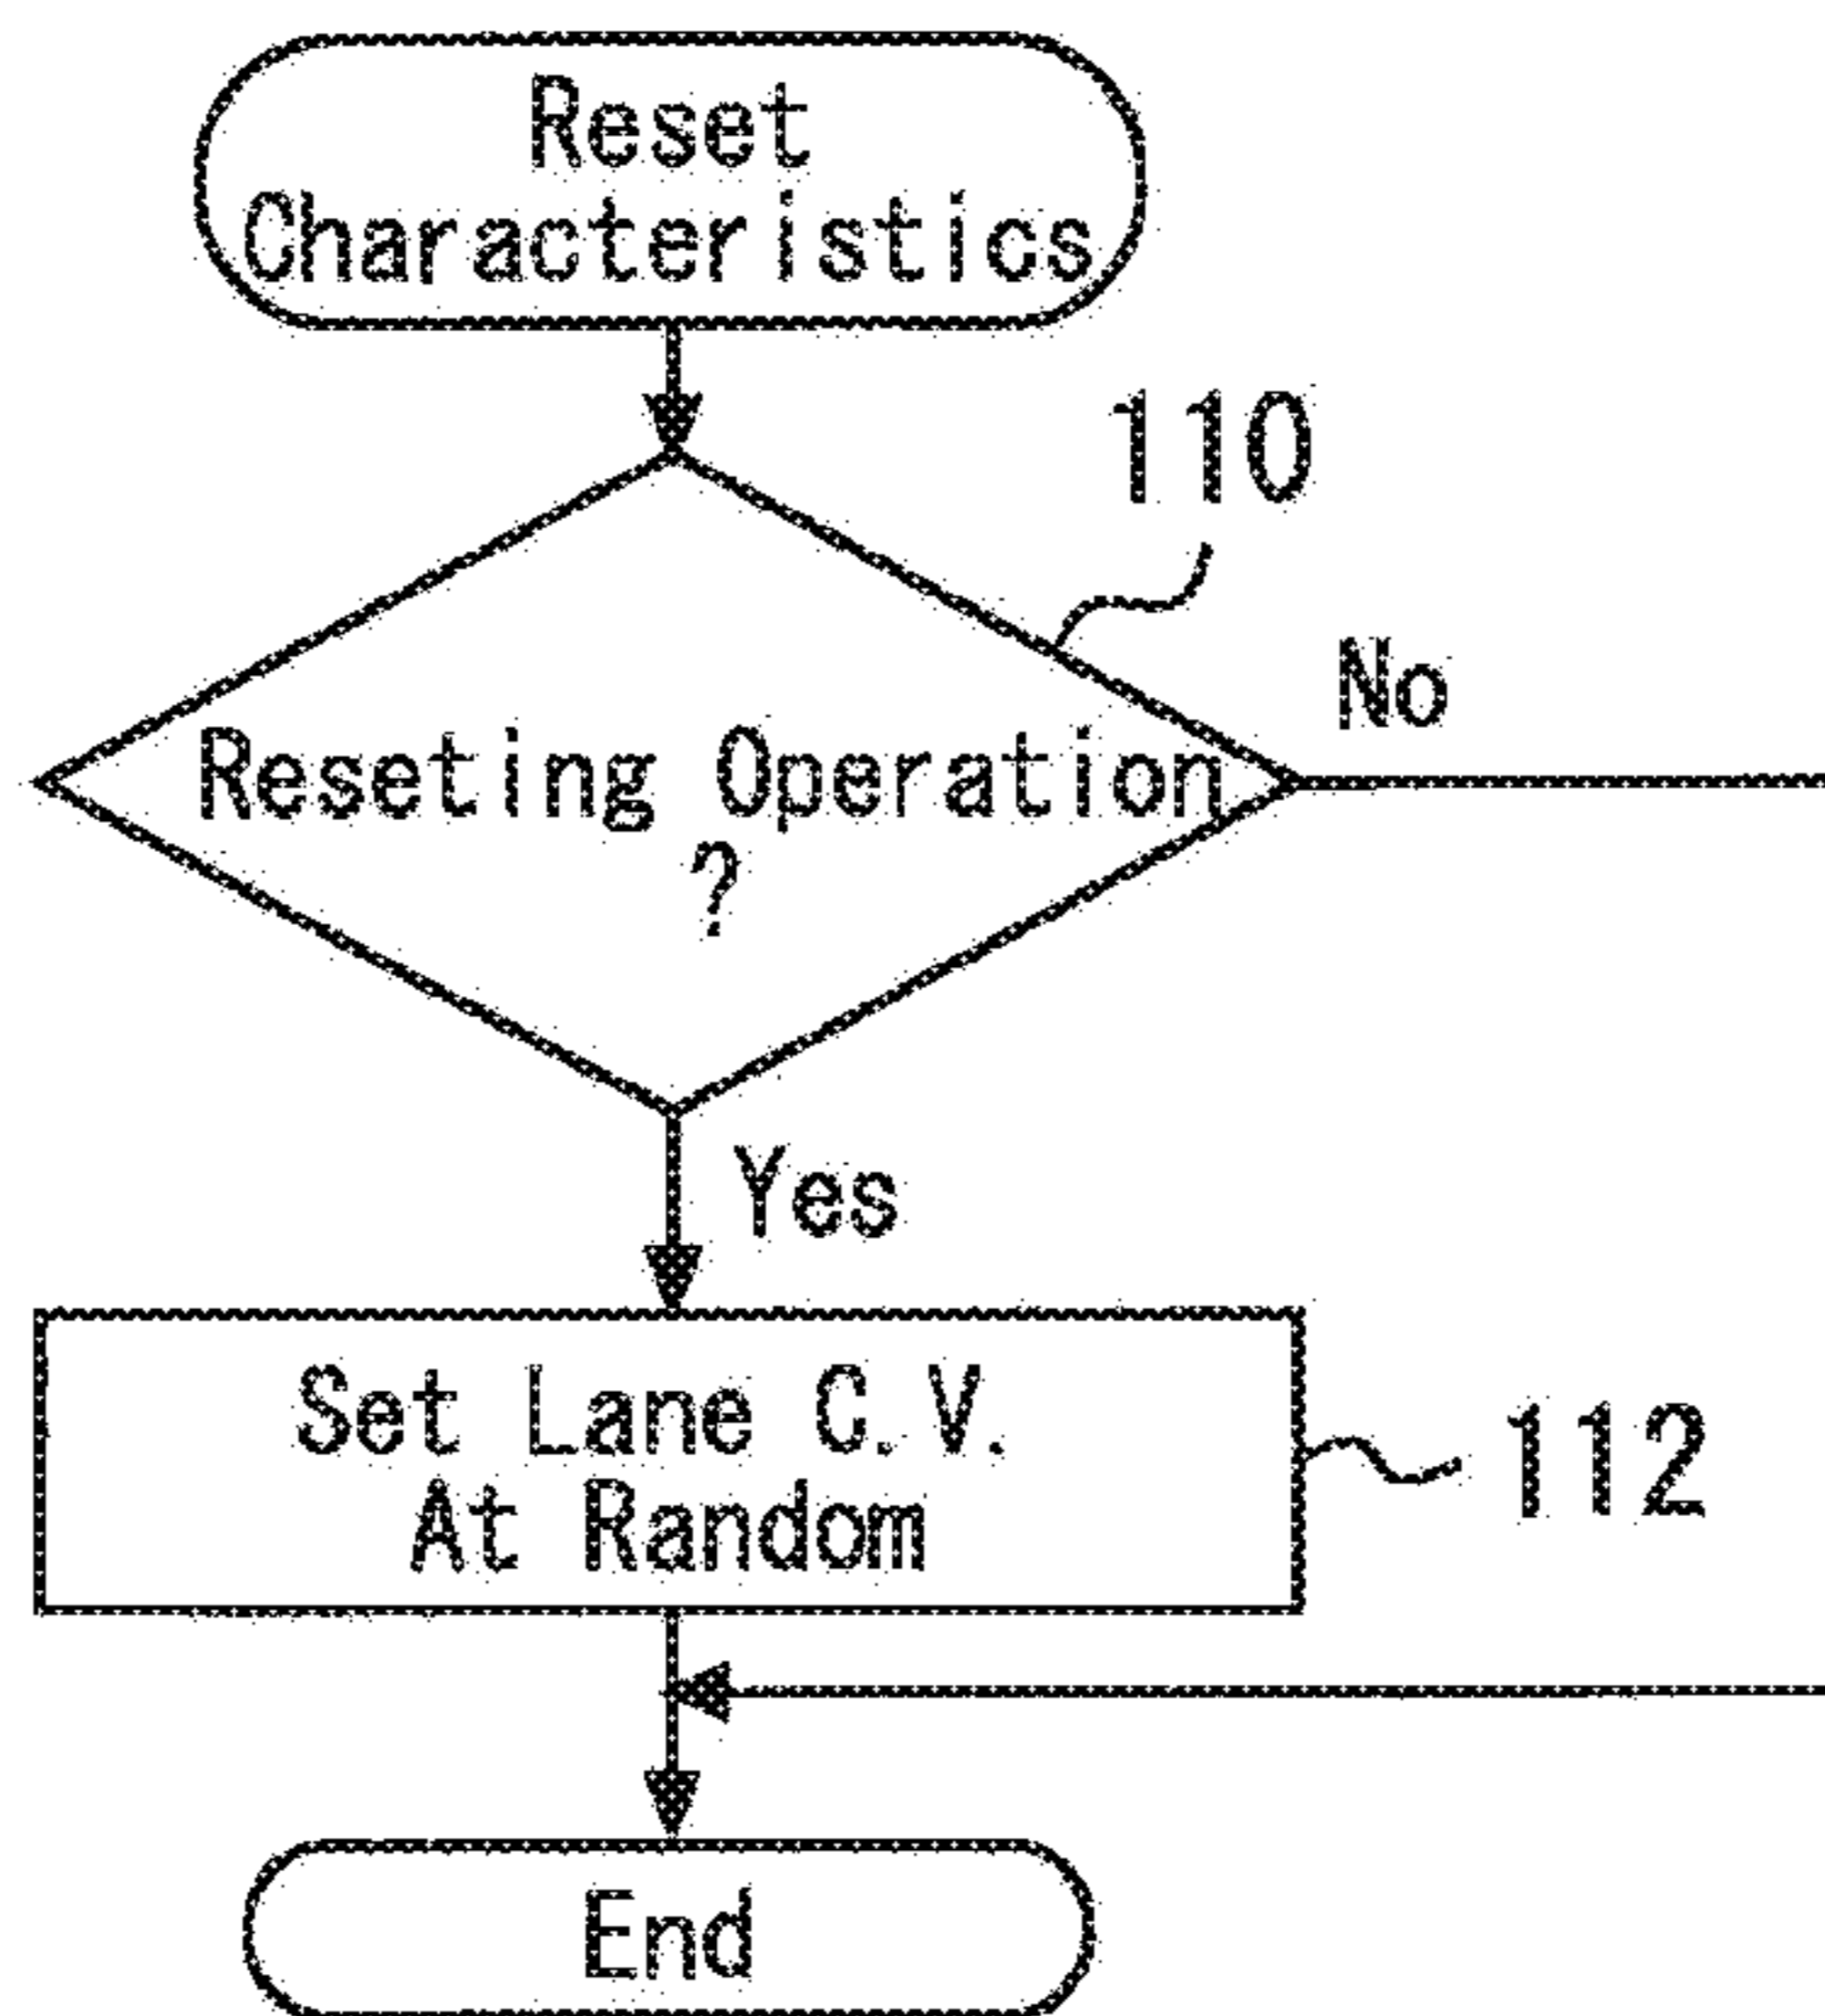 Reset
Characteristics
110
No
Reseting Operation
?
Yes
Set Lane C.V.
At Random
112
End